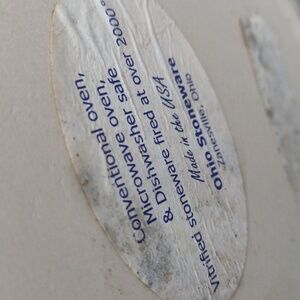 Conventional oven,
Microwave oven,
& Dishwasher safe
Vitrified stoneware fired at over 2000°
Made in the USA
Ohio Stoneware
Zanesville, Ohio